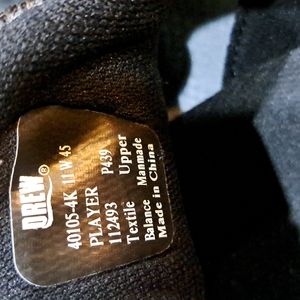 DREW®
40105-4K 11 W 45
PLAYER P439
112493 Upper
Textile Manmade
Balance
Made in China